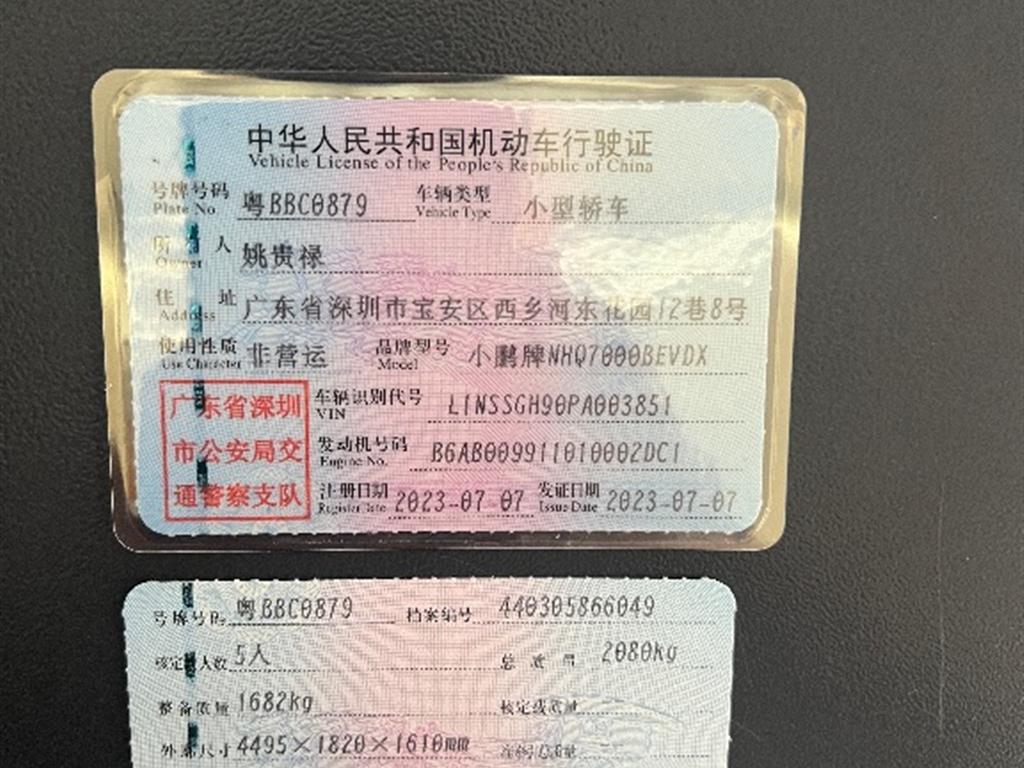 中华人民共和国机动车行驶证
Vehicle License of the People's Republic of China
号牌号码 粤BBC0879 车辆类型 小型轿车
Plate No. Vehicle Type
所有人 姚贵禄
Owner
住址 广东省深圳市宝安区西乡河东花园12巷8号
Address
使用性质 非营运 品牌型号 小鹏牌NHQ7000BEVDX
Use Character Model
广东省深圳
市公安局交
通警察支队
车辆识别代号 L1NSSGH90PA003851
VIN
发动机号码 B6AB009911010002DC1
Engine No.
注册日期 2023-07-07 发证日期 2023-07-07
Register Date Issue Date
号牌号码 粤BBC0879 档案编号 440305866049
核定载人数 5人 总质量 2080kg
整备质量 1682kg 核定载质量
外廓尺寸 4495×1820×1610mm